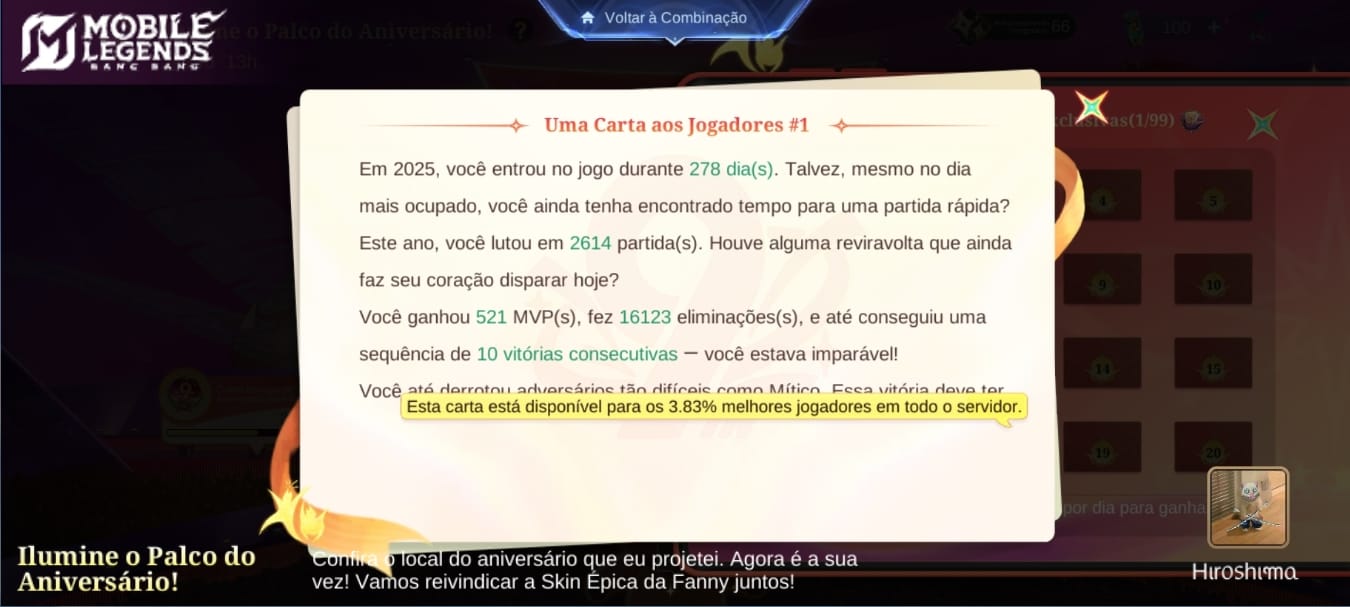 MOBILE
LEGENDS
BANG BANG
o Palco do Aniversário!
?
Voltar à Combinação
66
100
13h
Uma Carta aos Jogadores #1
(1/99)
Em 2025, você entrou no jogo durante 278 dia(s). Talvez, mesmo no dia
mais ocupado, você ainda tenha encontrado tempo para uma partida rápida?
Este ano, você lutou em 2614 partida(s). Houve alguma reviravolta que ainda
faz seu coração disparar hoje?
Você ganhou 521 MVP(s), fez 16123 eliminações(s), e até conseguiu uma
sequência de 10 vitórias consecutivas — você estava imparável!
Você até derrotou adversários tão difíceis como Mítico. Essa vitória deve ter
Esta carta está disponível para os 3.83% melhores jogadores em todo o servidor.
4
5
9
10
14
15
19
20
por dia para ganha
Ilumine o Palco do
Aniversário!
Confira o local do aniversário que eu projetei. Agora é a sua
vez! Vamos reivindicar a Skin Épica da Fanny juntos!
Hıroshıma